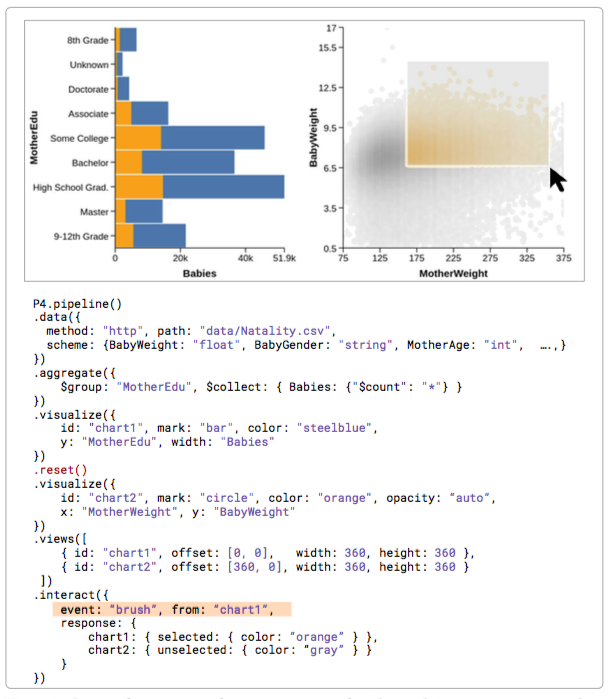 8th Grade
Unknown
Doctorate
Associate
Some College
Bachelor
High School Grad.
Master
9-12th Grade
MotherEdu
0
20k
40k
51.9k
Babies
17
15.5
12.5
9.5
6.5
3.5
0.5
BabyWeight
75
125
175
225
275
325
375
MotherWeight
P4.pipeline()
.data({
method: "http", path: "data/Natality.csv",
scheme: {BabyWeight: "float", BabyGender: "string", MotherAge: "int", ….,}
})
.aggregate({
$group: "MotherEdu", $collect: { Babies: {"$count": "*"} }
})
.visualize({
id: "chart1", mark: "bar", color: "steelblue",
y: "MotherEdu", width: "Babies"
})
.reset()
.visualize({
id: "chart2", mark: "circle", color: "orange", opacity: "auto",
x: "MotherWeight", y: "BabyWeight"
})
.views([
{ id: "chart1", offset: [0, 0], width: 360, height: 360 },
{ id: "chart2", offset: [360, 0], width: 360, height: 360 }
])
.interact({
event: "brush", from: "chart1",
response: {
chart1: { selected: { color: "orange" } },
chart2: { unselected: { color: "gray" } }
}
})